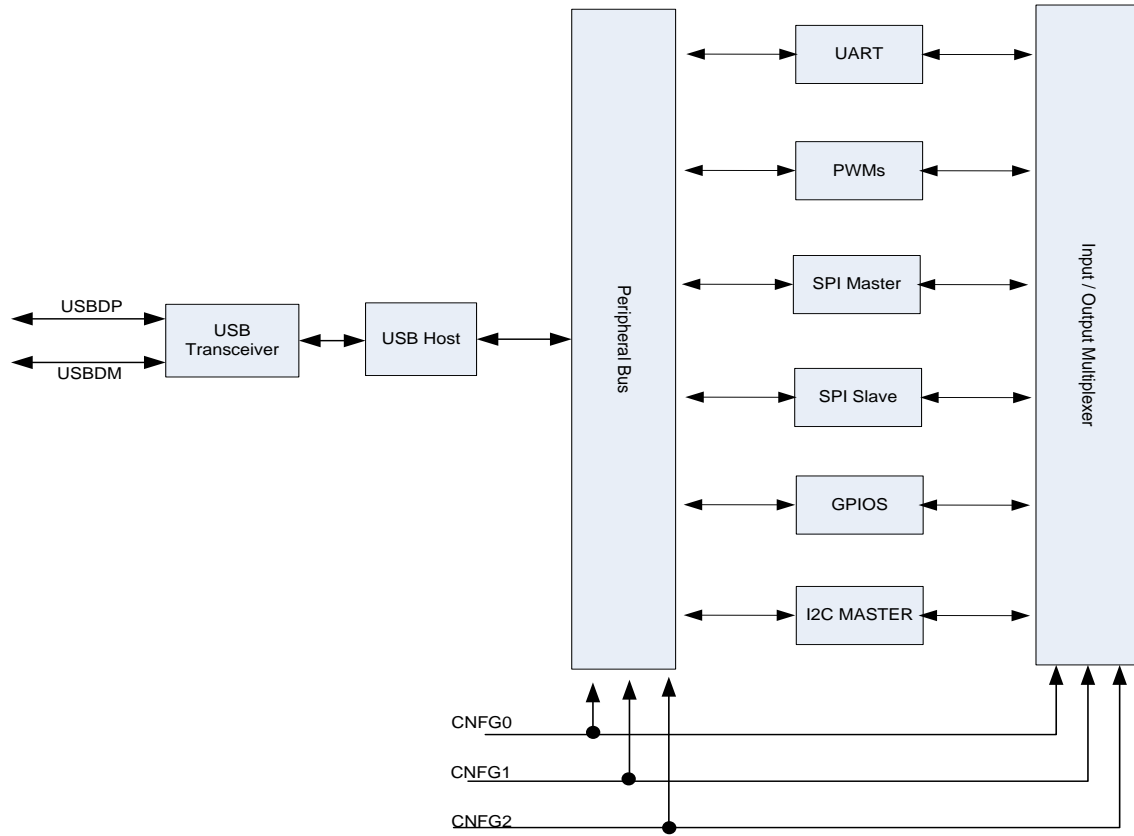 USBDP
USBDM
USB
Transceiver
USB Host
Peripheral Bus
UART
PWMs
SPI Master
SPI Slave
GPIOS
I2C MASTER
Input / Output Multiplexer
CNFG0
CNFG1
CNFG2